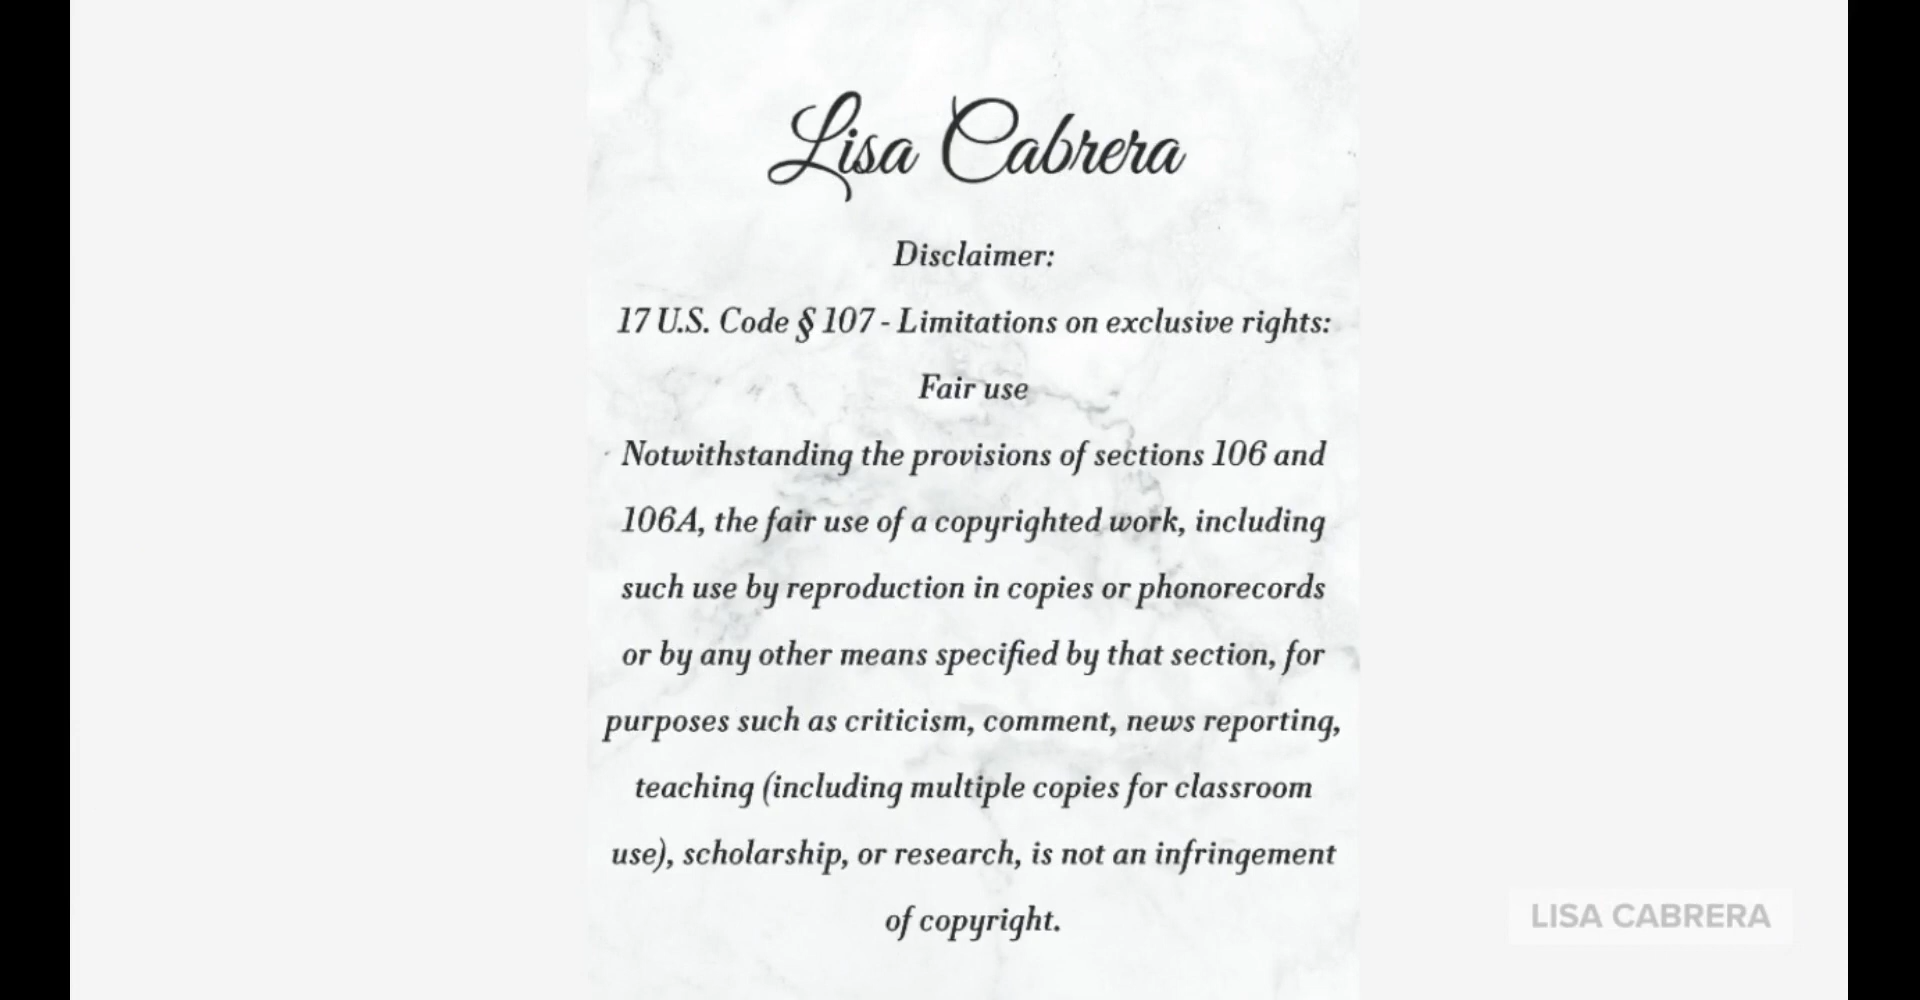 Lisa Cabrera
Disclaimer:
17 U.S. Code § 107 - Limitations on exclusive rights:
Fair use
Notwithstanding the provisions of sections 106 and
106A, the fair use of a copyrighted work, including
such use by reproduction in copies or phonorecords
or by any other means specified by that section, for
purposes such as criticism, comment, news reporting,
teaching (including multiple copies for classroom
use), scholarship, or research, is not an infringement
of copyright.
LISA CABRERA